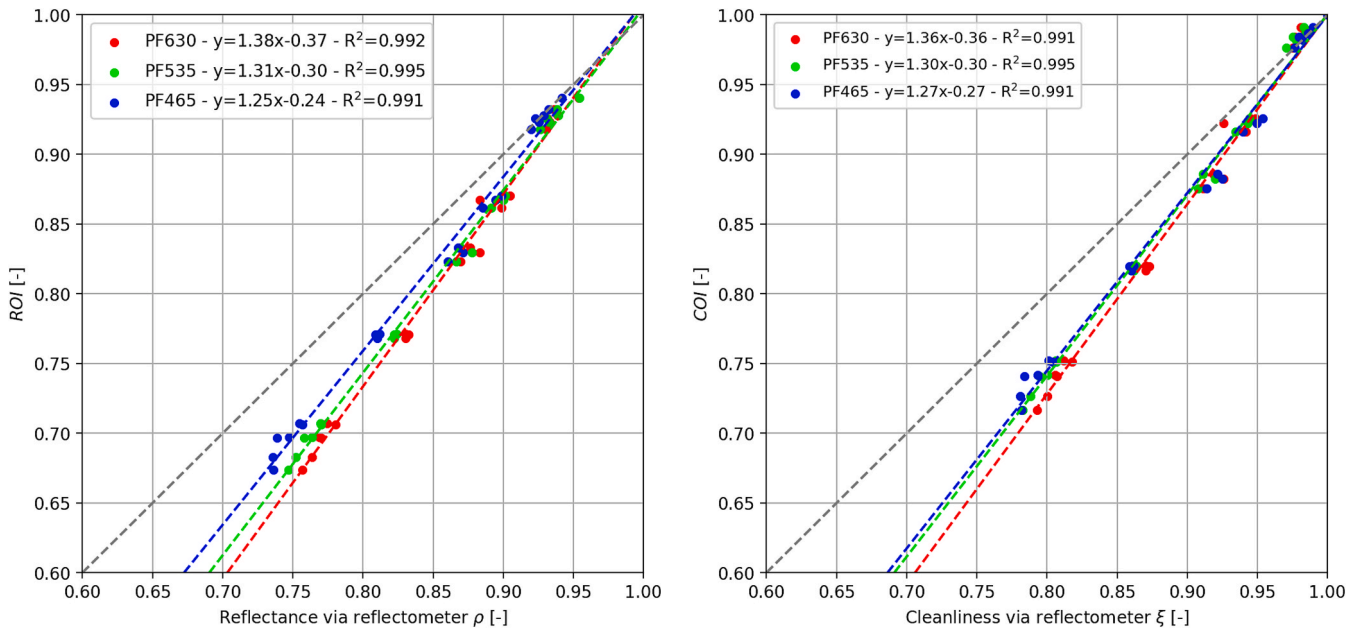 1.00
0.95
0.90
0.85
0.80
0.75
0.70
0.65
0.60
ROI [-]
PF630 - y=1.38x-0.37 - R²=0.992
PF535 - y=1.31x-0.30 - R²=0.995
PF465 - y=1.25x-0.24 - R²=0.991
0.60 0.65 0.70 0.75 0.80 0.85 0.90 0.95 1.00
Reflectance via reflectometer ρ [-]
1.00
0.95
0.90
0.85
0.80
0.75
0.70
0.65
0.60
COI [-]
PF630 - y=1.36x-0.36 - R²=0.991
PF535 - y=1.30x-0.30 - R²=0.995
PF465 - y=1.27x-0.27 - R²=0.991
0.60 0.65 0.70 0.75 0.80 0.85 0.90 0.95 1.00
Cleanliness via reflectometer ξ [-]